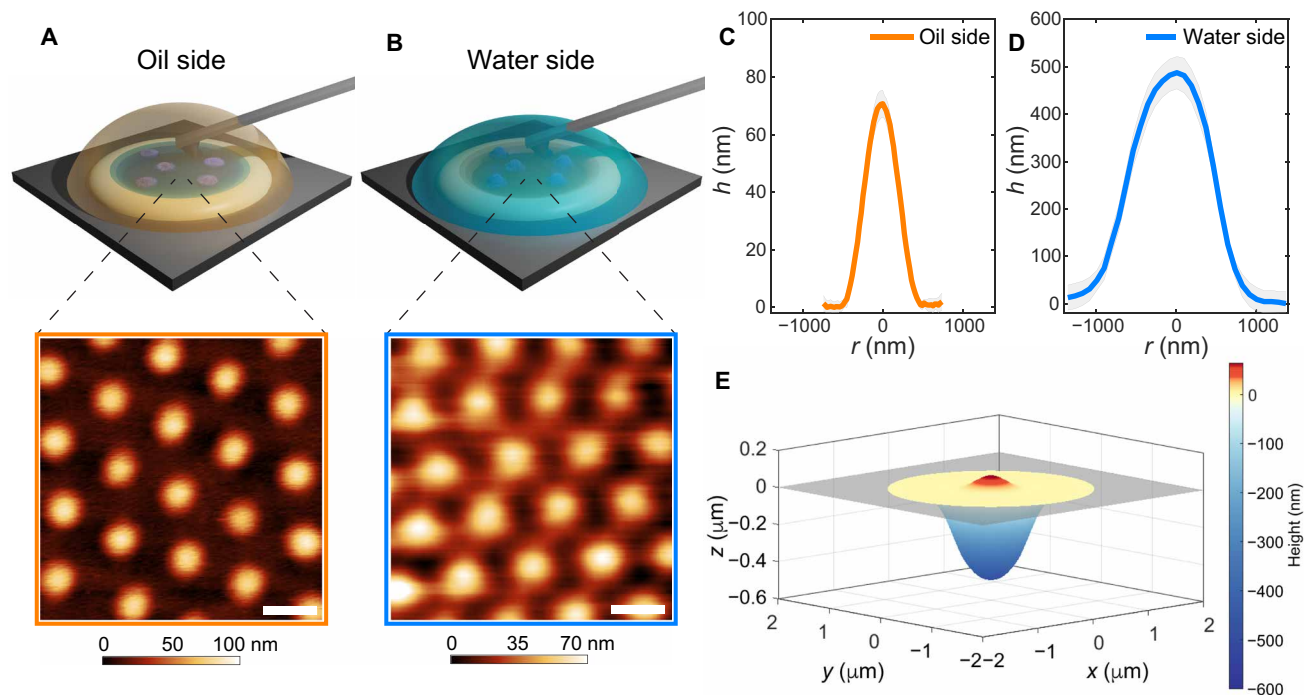 A
Oil side
B
Water side
0 50 100 nm
0 35 70 nm
C
Oil side
100
80
60
40
20
0
h (nm)
−1000 0 1000
r (nm)
D
Water side
600
500
400
300
200
100
0
h (nm)
−1000 0 1000
r (nm)
E
0.2
0
−0.2
−0.4
−0.6
z (μm)
2 1 0 −1 −2
y (μm)
−2 −1 0 1 2
x (μm)
0
−100
−200
−300
−400
−500
−600
Height (nm)